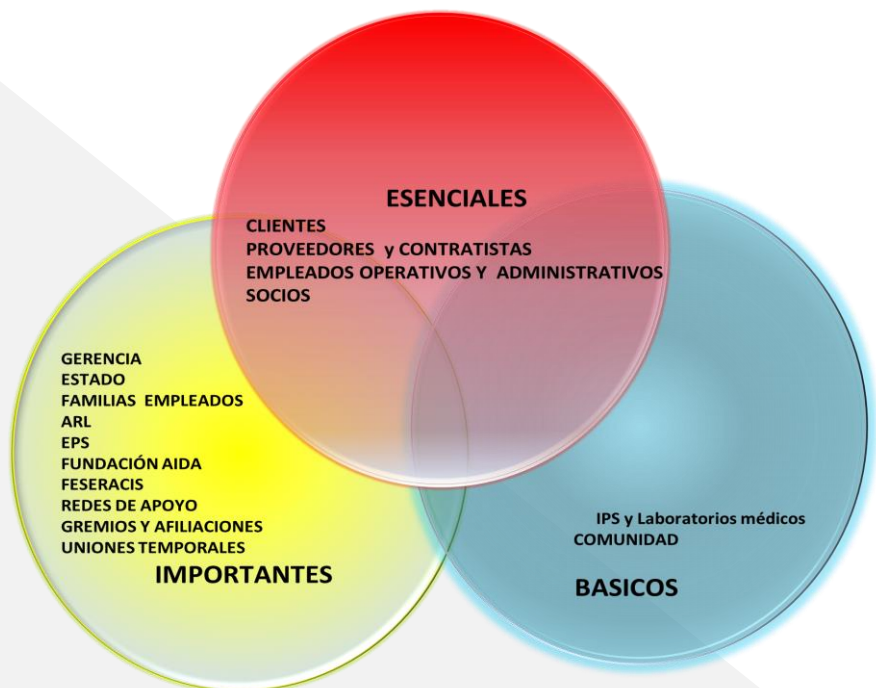 ESENCIALES
CLIENTES
PROVEEDORES y CONTRATISTAS
EMPLEADOS OPERATIVOS Y ADMINISTRATIVOS
SOCIOS
GERENCIA
ESTADO
FAMILIAS EMPLEADOS
ARL
EPS
FUNDACIÓN AIDA
FESERACIS
REDES DE APOYO
GREMIOS Y AFILIACIONES
UNIONES TEMPORALES
IMPORTANTES
IPS y Laboratorios médicos
COMUNIDAD
BASICOS